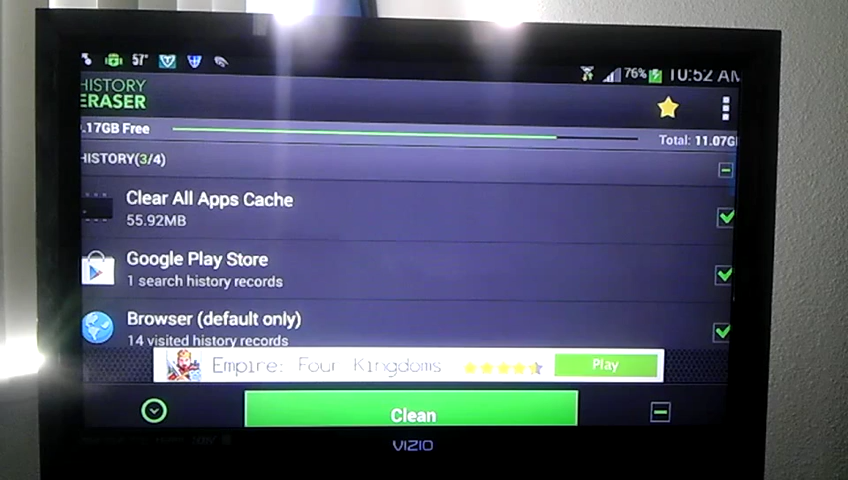 57°
76% 10:52 AM
HISTORY
ERASER
.17GB Free
Total: 11.07G
HISTORY(3/4)
Clear All Apps Cache
55.92MB
Google Play Store
1 search history records
Browser (default only)
14 visited history records
Empire: Four Kingdoms
Play
Clean
VIZIO